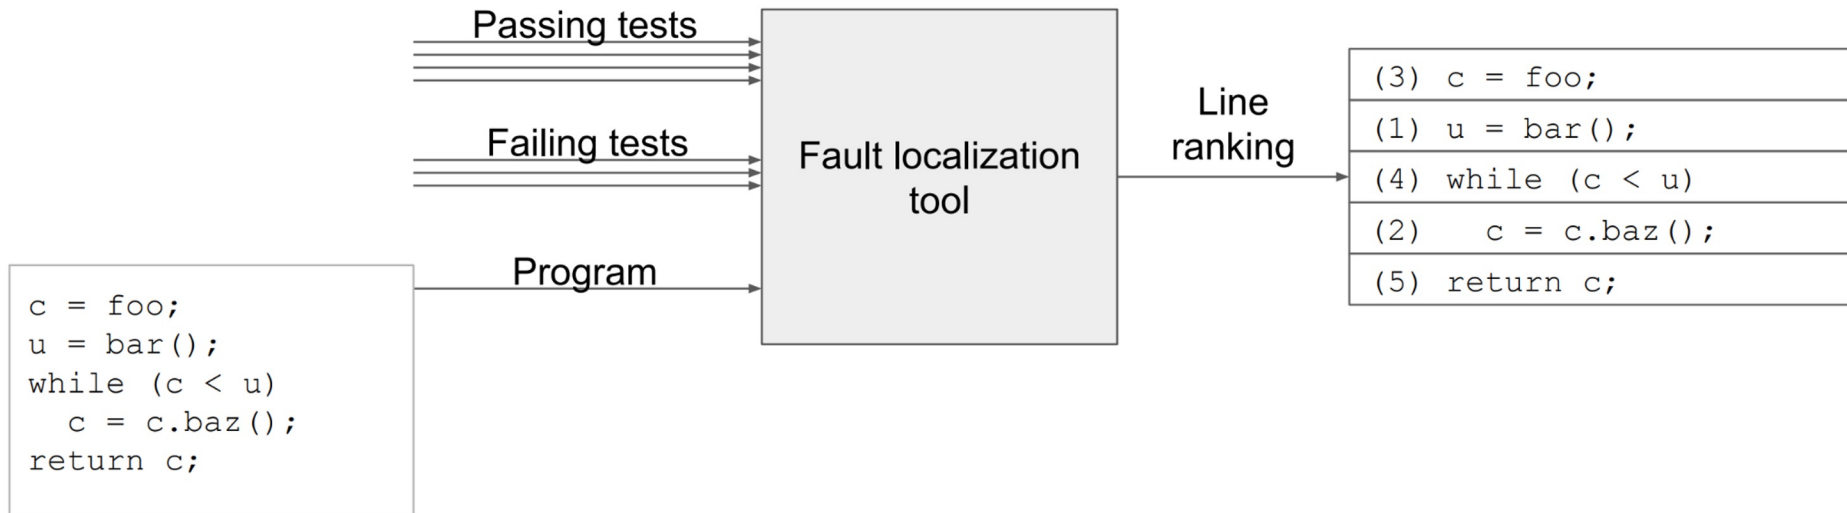 Passing tests
Failing tests
Program
c = foo;
u = bar();
while (c < u)
  c = c.baz();
return c;
Fault localization
tool
Line
ranking
(3) c = foo;
(1) u = bar();
(4) while (c < u)
(2)   c = c.baz();
(5) return c;